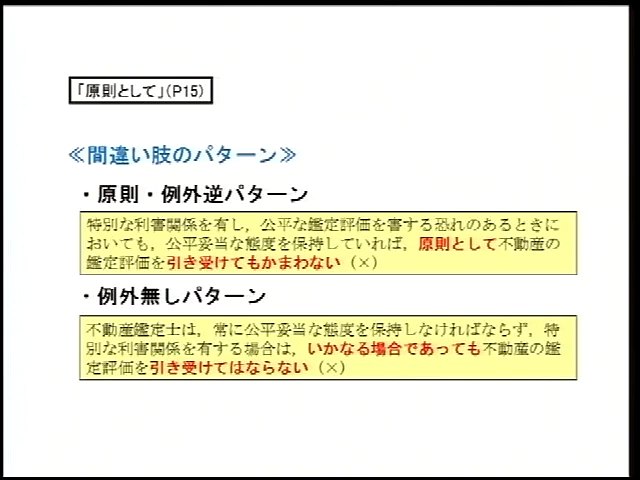 「原則として」(P15)
≪間違い肢のパターン≫
・原則・例外逆パターン
特別な利害関係を有し，公平な鑑定評価を害する恐れのあるときに
おいても，公平妥当な態度を保持していれば，原則として不動産の
鑑定評価を引き受けてもかまわない（×）
・例外無しパターン
不動産鑑定士は，常に公平妥当な態度を保持しなければならず，特
別な利害関係を有する場合は，いかなる場合であっても不動産の鑑
定評価を引き受けてはならない（×）